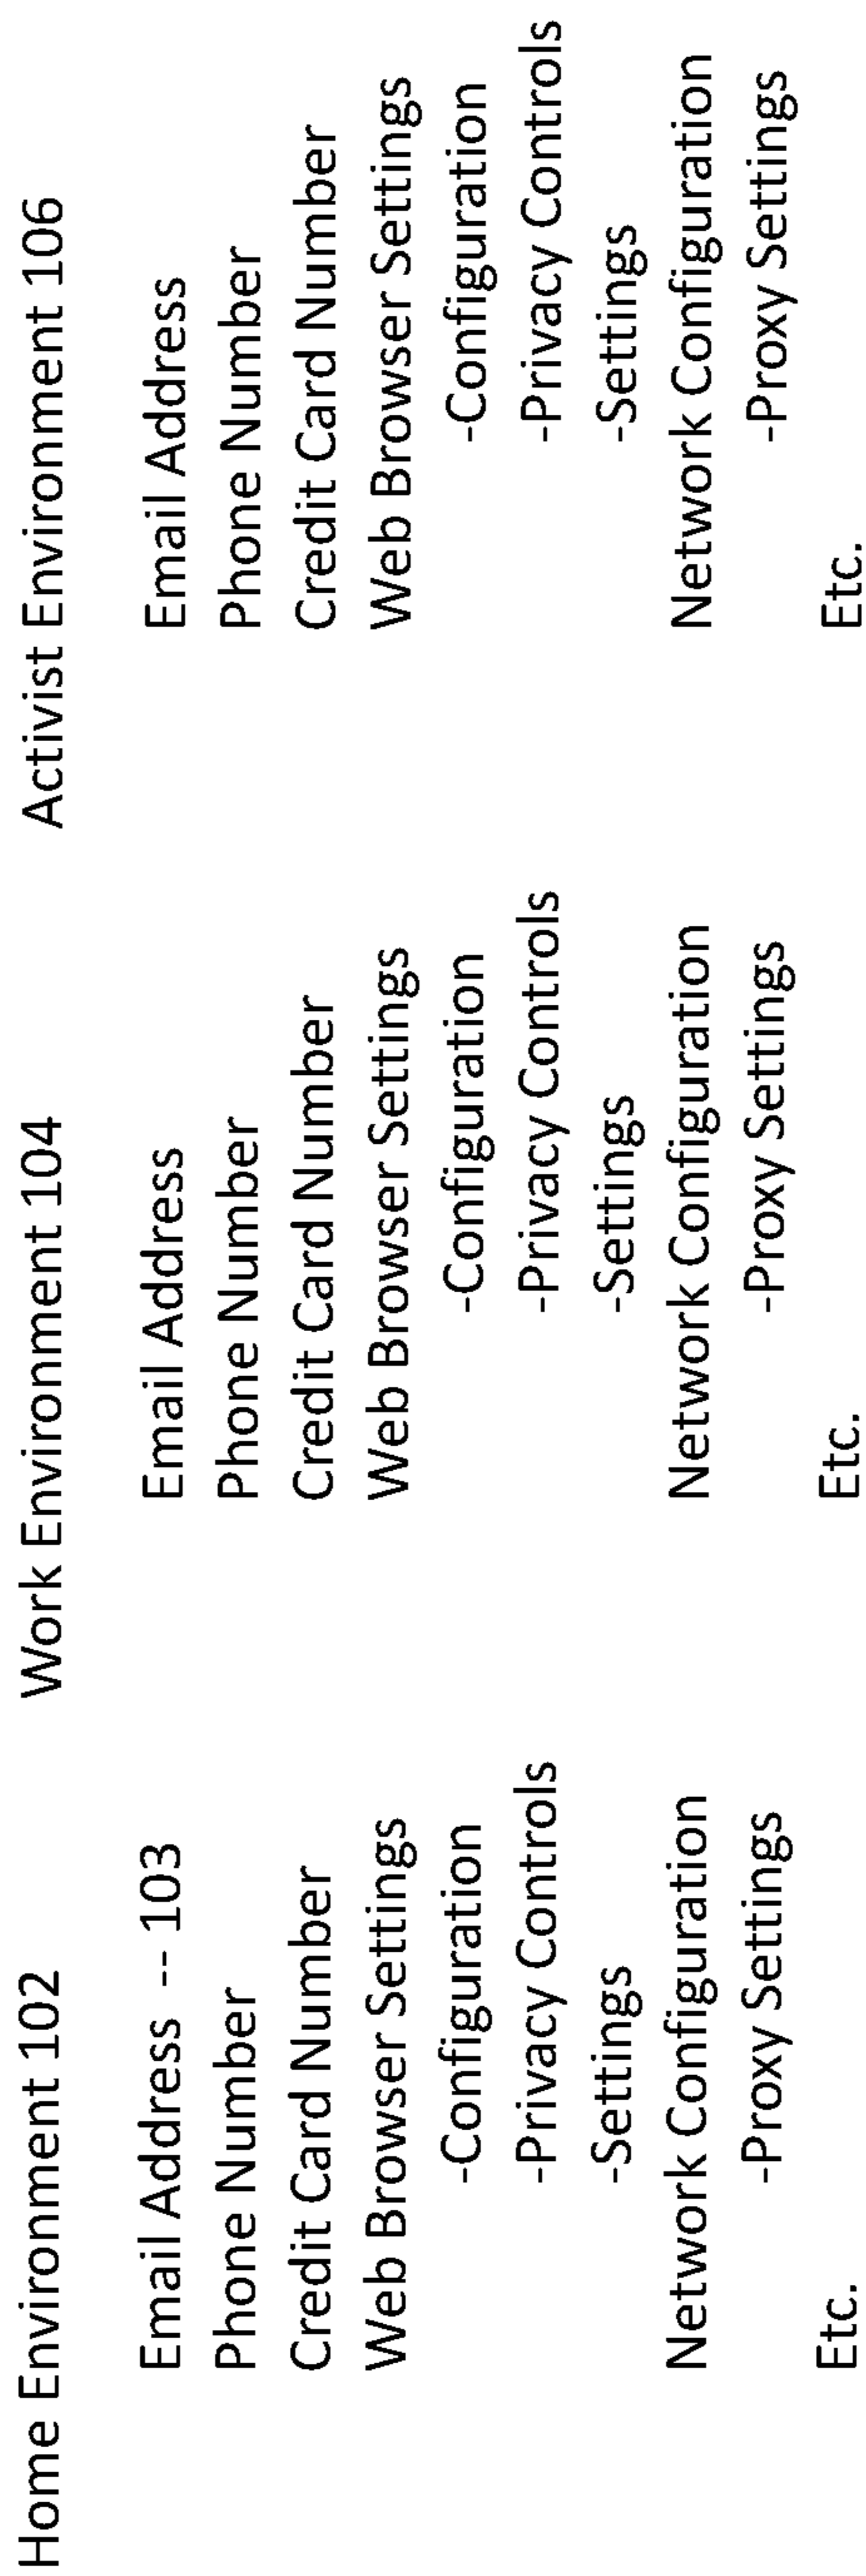 Home Environment 102
Email Address -- 103
Phone Number
Credit Card Number
Web Browser Settings
-Configuration
-Privacy Controls
-Settings
Network Configuration
-Proxy Settings
Etc.
Work Environment 104
Email Address
Phone Number
Credit Card Number
Web Browser Settings
-Configuration
-Privacy Controls
-Settings
Network Configuration
-Proxy Settings
Etc.
Activist Environment 106
Email Address
Phone Number
Credit Card Number
Web Browser Settings
-Configuration
-Privacy Controls
-Settings
Network Configuration
-Proxy Settings
Etc.